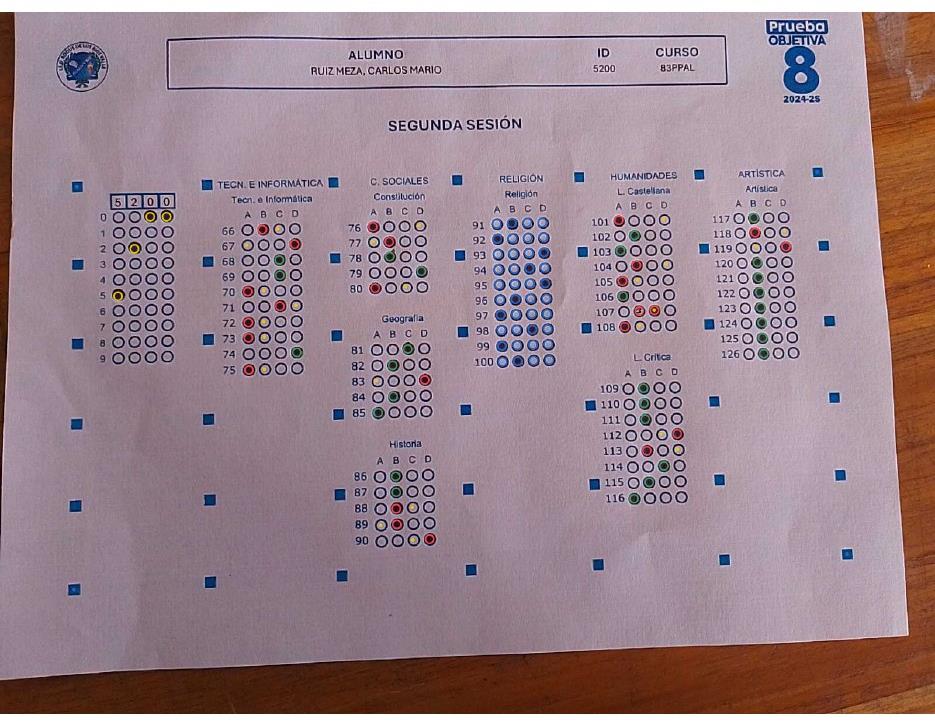 Prueba
OBJETIVA
8
2024-25
ALUMNO ID CURSO
RUIZ MEZA, CARLOS MARIO 5200 83PPAL
SEGUNDA SESIÓN
5 2 0 0
0
1
2
3
4
5
6
7
8
9
TECN. E INFORMÁTICA
Tecn. e Informática
A B C D
66
67
68
69
70
71
72
73
74
75
C. SOCIALES
Constitución
A B C D
76
77
78
79
80
Geografía
A B C D
81
82
83
84
85
Historia
A B C D
86
87
88
89
90
RELIGIÓN
Religión
A B C D
91
92
93
94
95
96
97
98
99
100
HUMANIDADES
L. Castellana
A B C D
101
102
103
104
105
106
107
108
L. Crítica
A B C D
109
110
111
112
113
114
115
116
ARTÍSTICA
Artística
A B C D
117
118
119
120
121
122
123
124
125
126